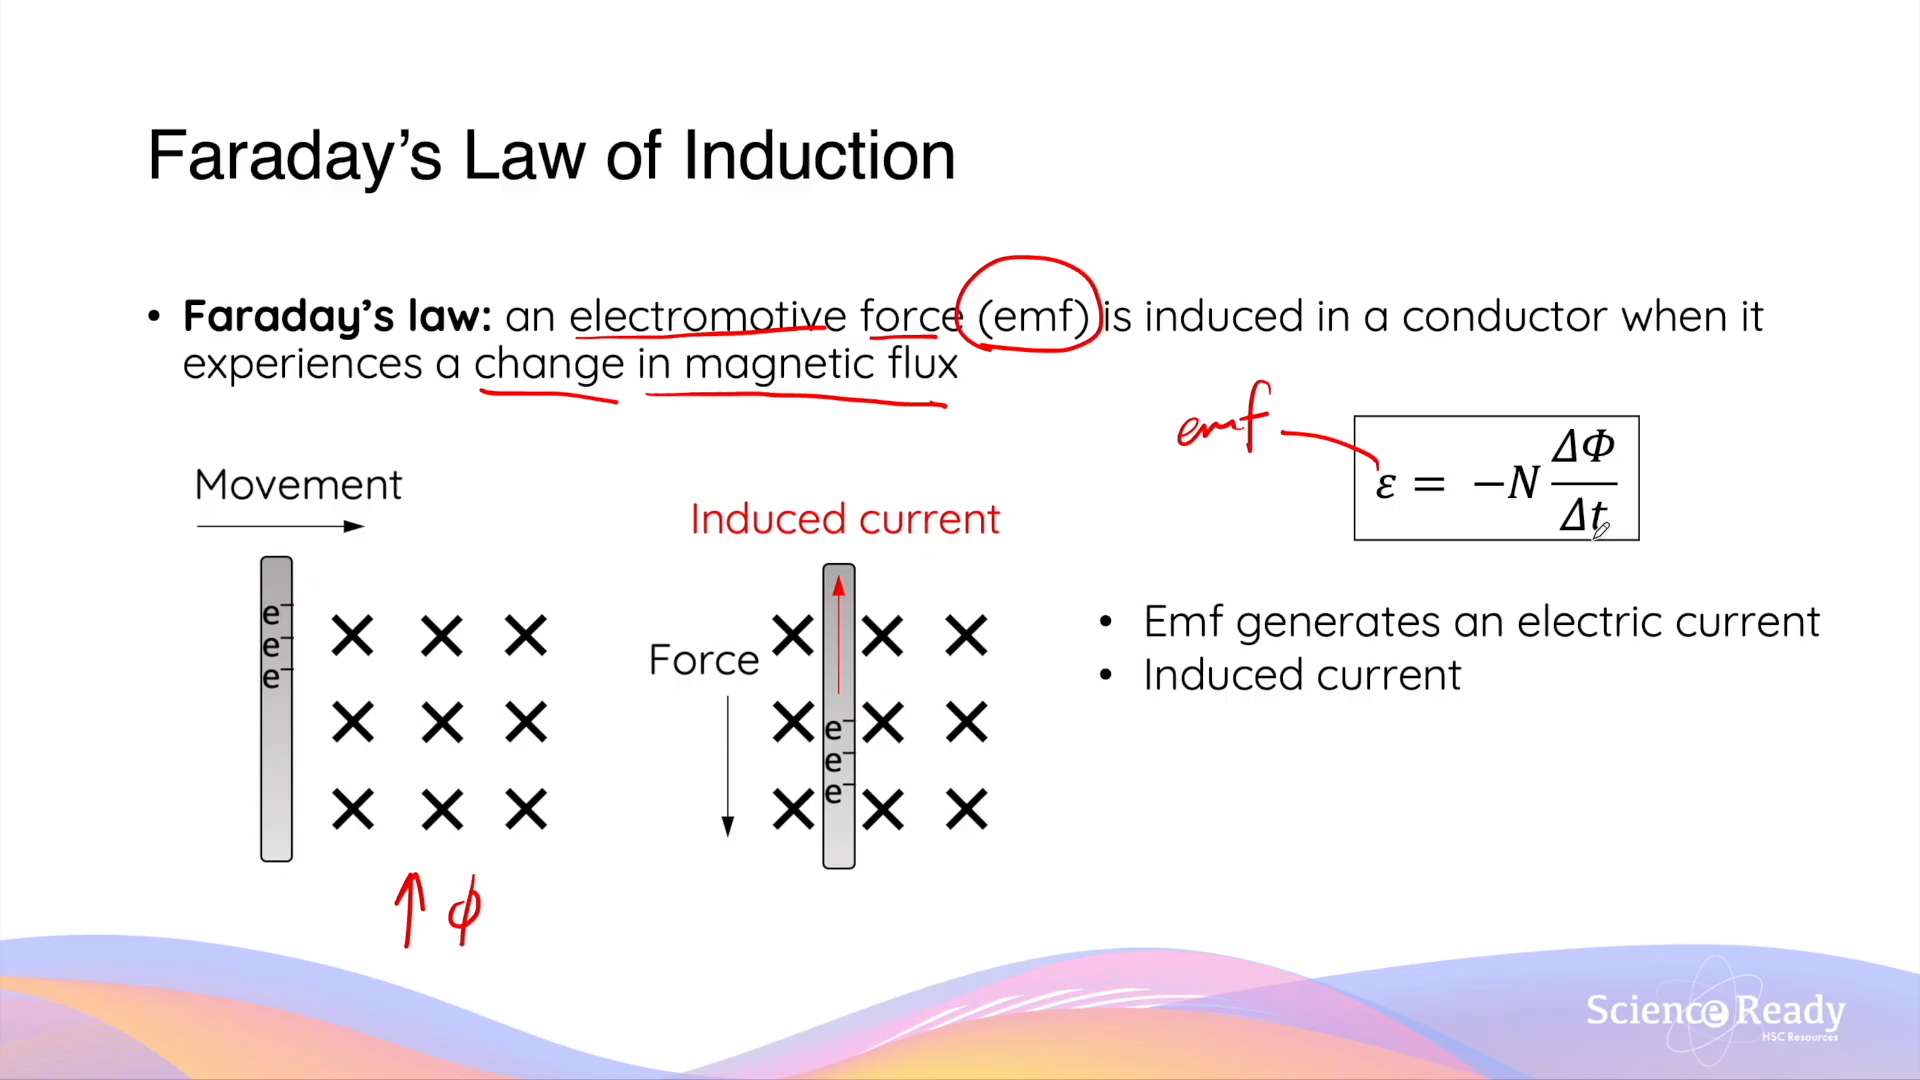 Faraday’s Law of Induction
• Faraday’s law: an electromotive force (emf) is induced in a conductor when it
experiences a change in magnetic flux
emf
ε = −N ΔΦ/Δt
Movement
Induced current
e⁻
e⁻
e⁻
Force
e⁻
e⁻
e⁻
• Emf generates an electric current
• Induced current
↑ ϕ
Science Ready
HSC Resources